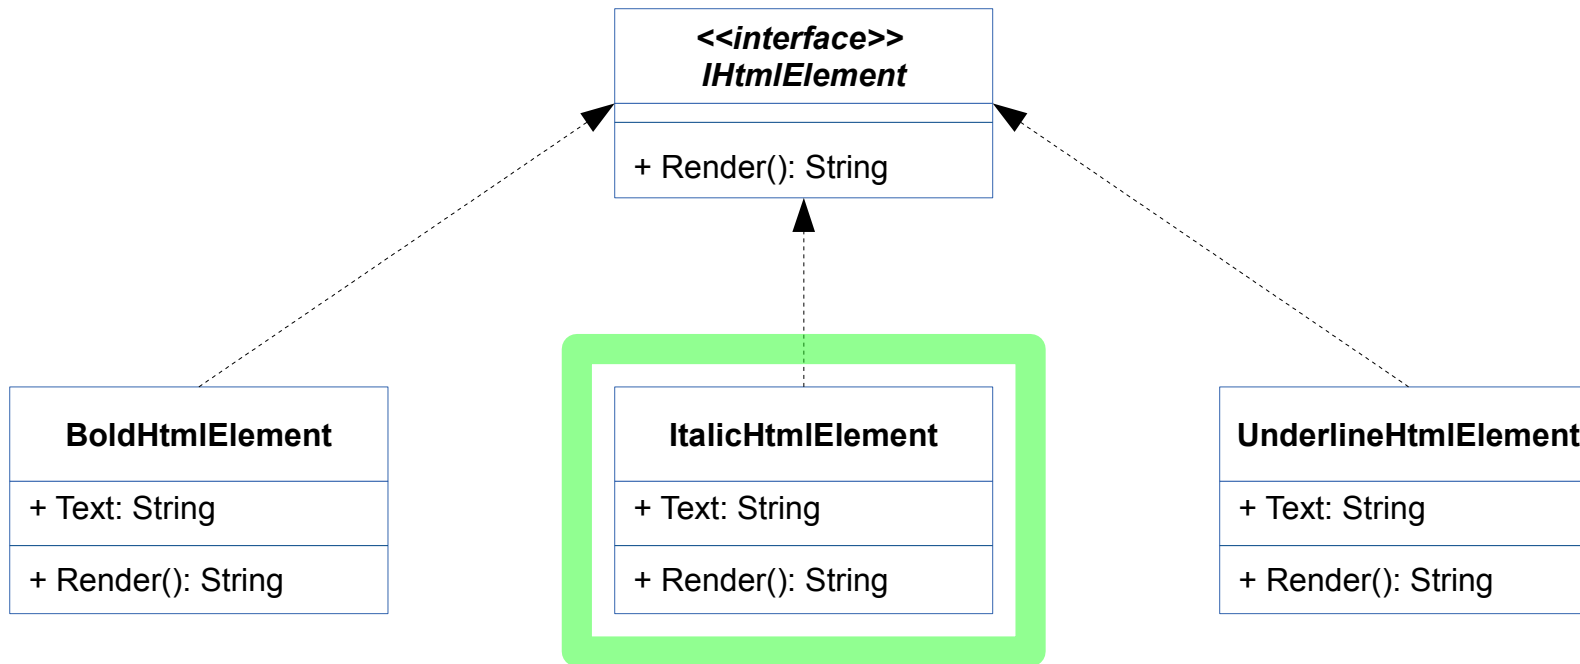 <<interface>>
IHtmlElement
+ Render(): String
BoldHtmlElement
+ Text: String
+ Render(): String
ItalicHtmlElement
+ Text: String
+ Render(): String
UnderlineHtmlElement
+ Text: String
+ Render(): String